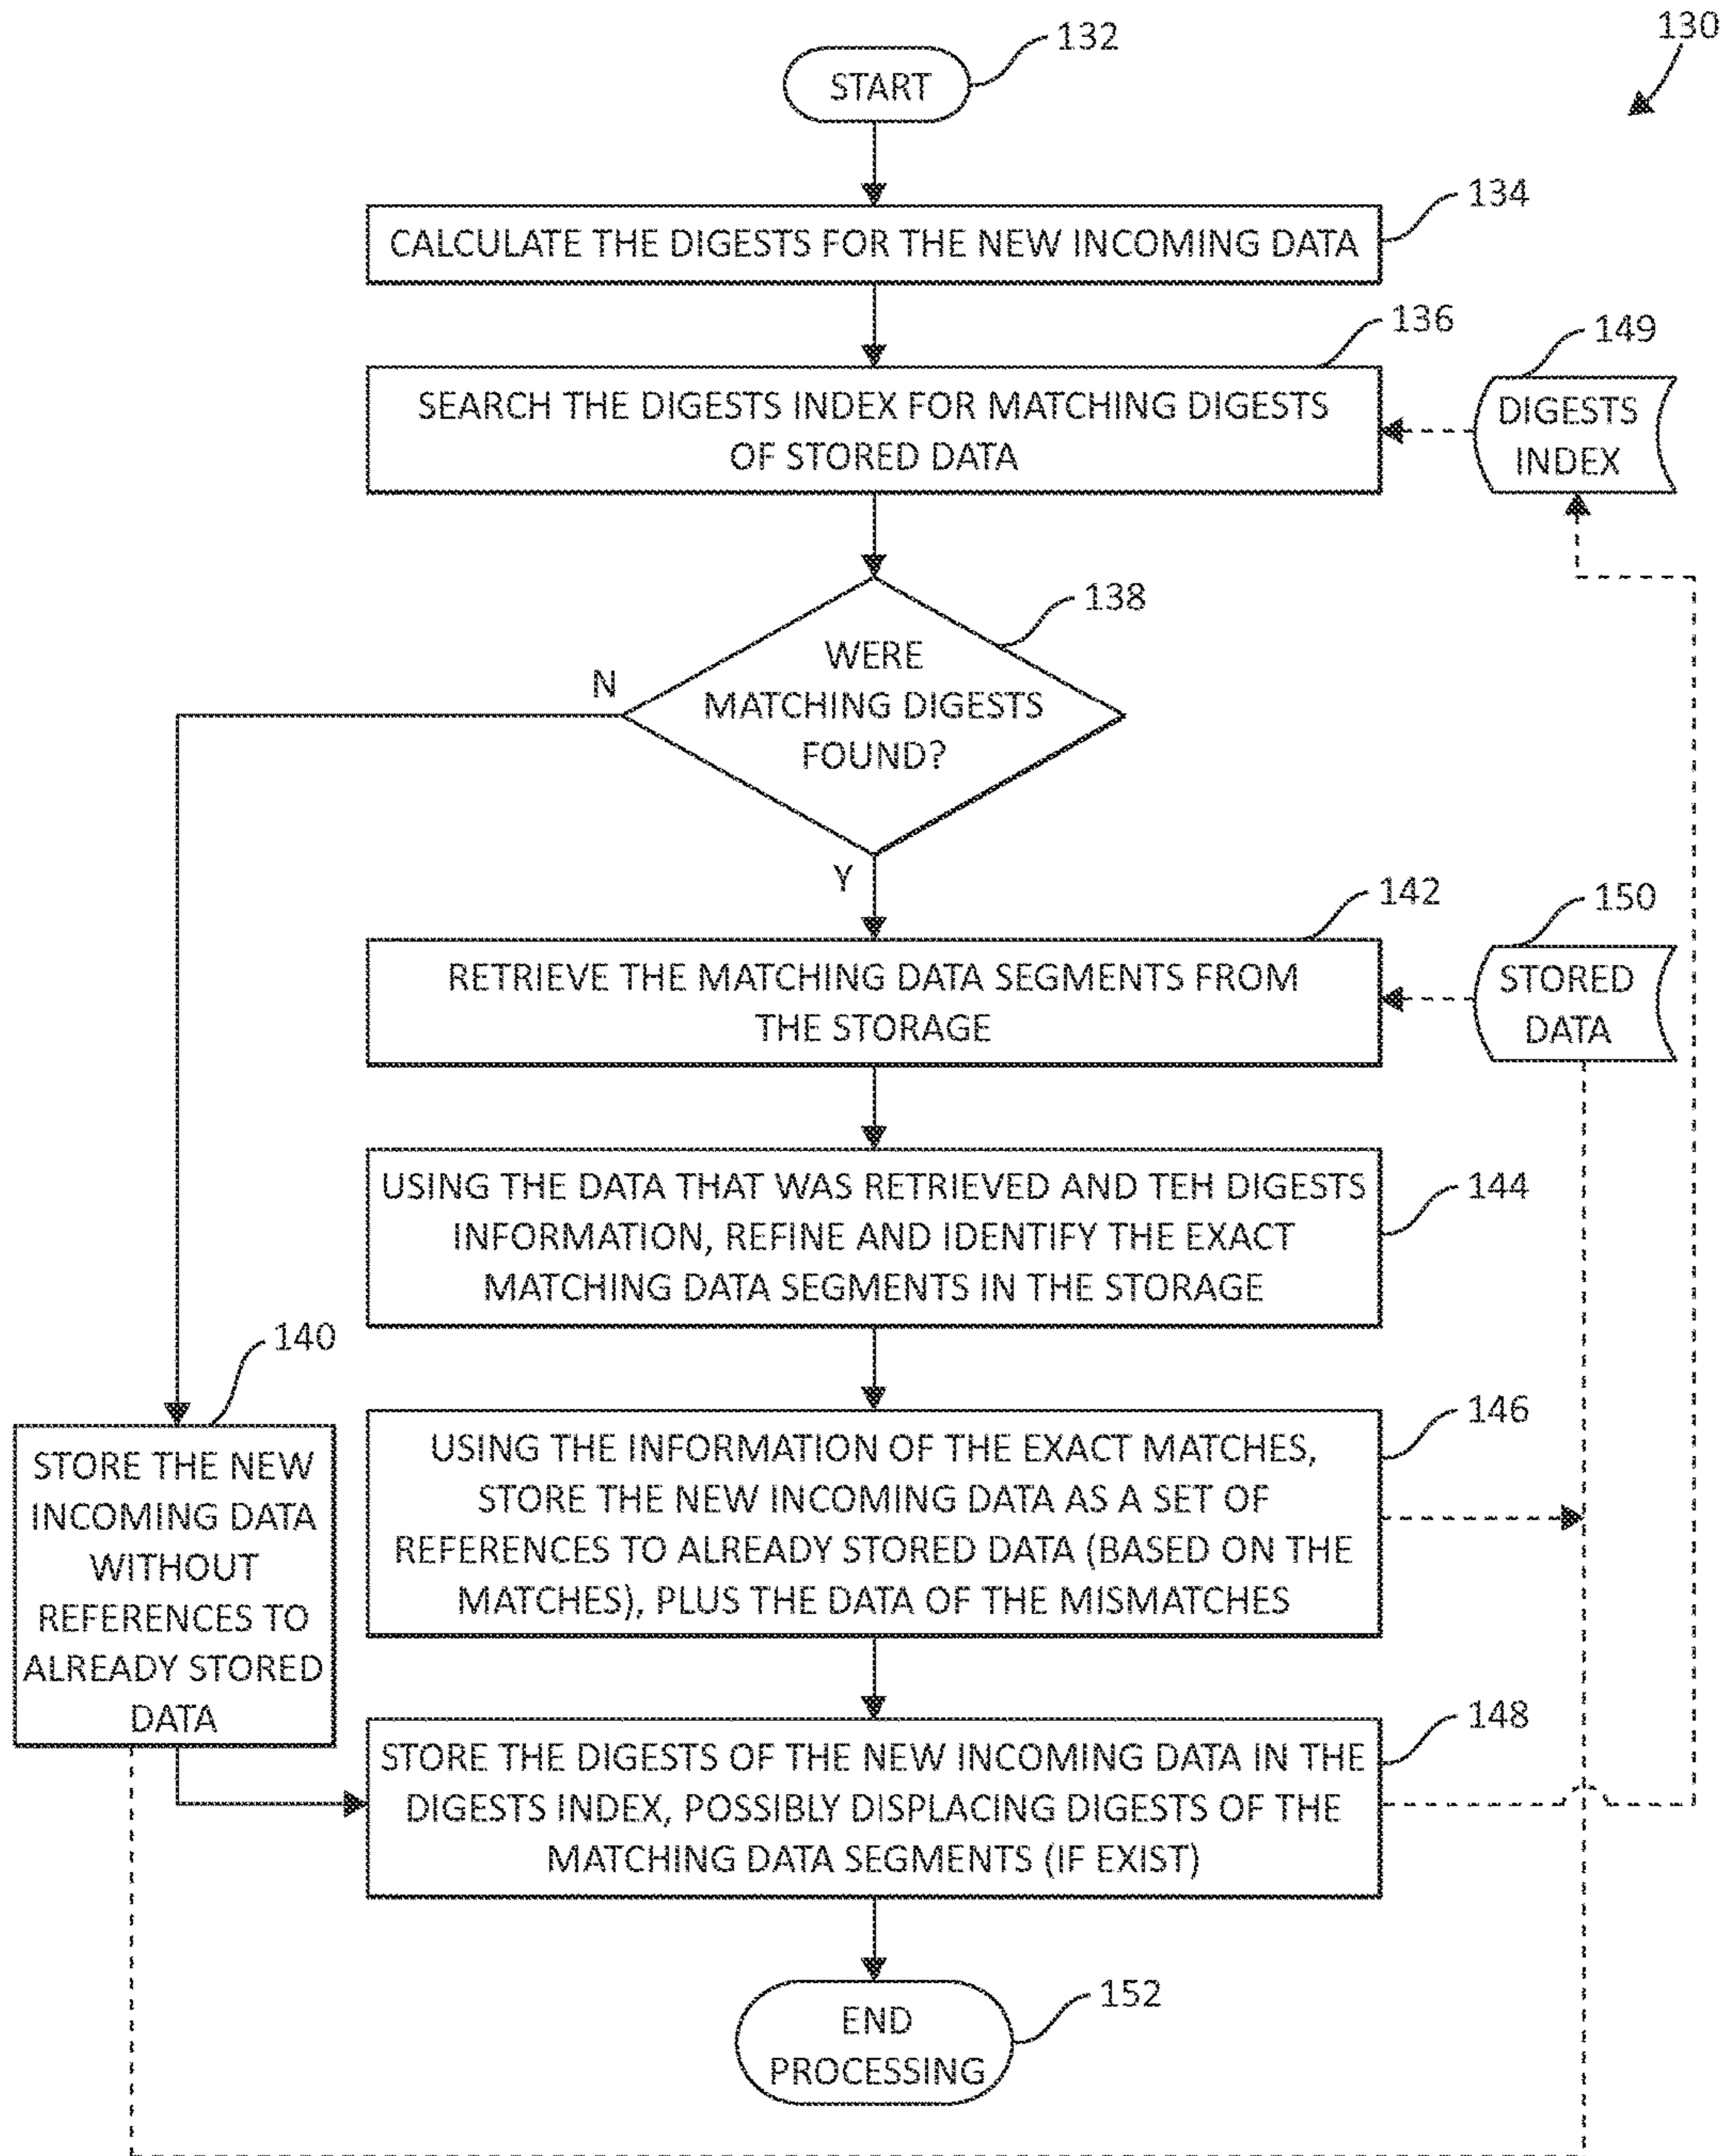 130
132
START
134
CALCULATE THE DIGESTS FOR THE NEW INCOMING DATA
136
SEARCH THE DIGESTS INDEX FOR MATCHING DIGESTS
OF STORED DATA
149
DIGESTS
INDEX
138
WERE
MATCHING DIGESTS
FOUND?
N
Y
142
RETRIEVE THE MATCHING DATA SEGMENTS FROM
THE STORAGE
150
STORED
DATA
144
USING THE DATA THAT WAS RETRIEVED AND TEH DIGESTS
INFORMATION, REFINE AND IDENTIFY THE EXACT
MATCHING DATA SEGMENTS IN THE STORAGE
140
STORE THE NEW
INCOMING DATA
WITHOUT
REFERENCES TO
ALREADY STORED
DATA
146
USING THE INFORMATION OF THE EXACT MATCHES,
STORE THE NEW INCOMING DATA AS A SET OF
REFERENCES TO ALREADY STORED DATA (BASED ON THE
MATCHES), PLUS THE DATA OF THE MISMATCHES
148
STORE THE DIGESTS OF THE NEW INCOMING DATA IN THE
DIGESTS INDEX, POSSIBLY DISPLACING DIGESTS OF THE
MATCHING DATA SEGMENTS (IF EXIST)
152
END
PROCESSING